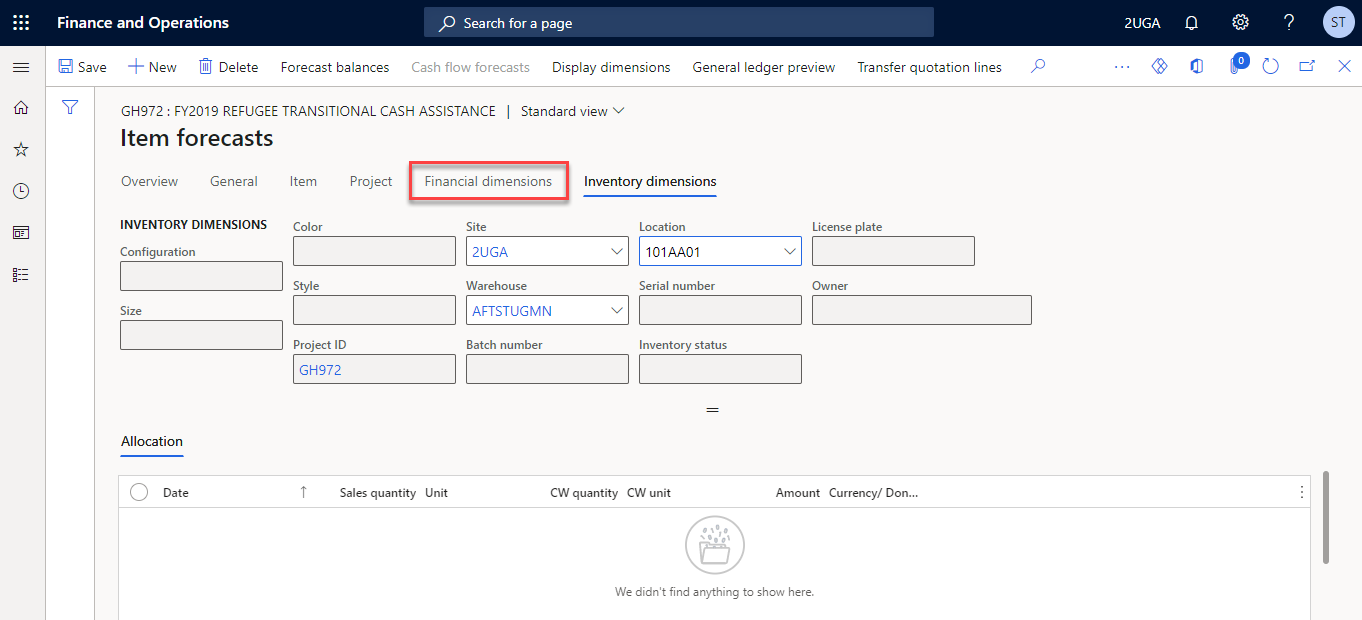 Finance and Operations
Search for a page
2UGA
?
ST
Save
New
Delete
Forecast balances
Cash flow forecasts
Display dimensions
General ledger preview
Transfer quotation lines
...
0
GH972 : FY2019 REFUGEE TRANSITIONAL CASH ASSISTANCE | Standard view
Item forecasts
Overview
General
Item
Project
Financial dimensions
Inventory dimensions
INVENTORY DIMENSIONS
Configuration
Size
Color
Style
Project ID
GH972
Site
2UGA
Warehouse
AFTSTUGMN
Batch number
Location
101AA01
Serial number
Inventory status
License plate
Owner
Allocation
Date
Sales quantity
Unit
CW quantity
CW unit
Amount
Currency/ Don...
We didn't find anything to show here.